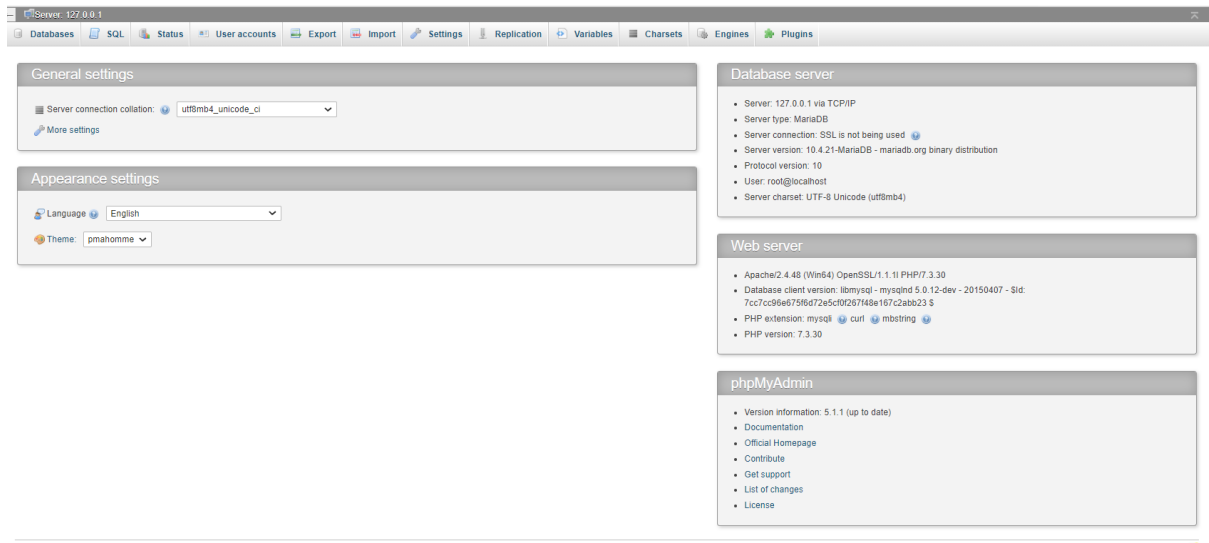 Server: 127.0.0.1
Databases SQL Status User accounts Export Import Settings Replication Variables Charsets Engines Plugins
General settings
Server connection collation: utf8mb4_unicode_ci
More settings
Appearance settings
Language English
Theme: pmahomme
Database server
Server: 127.0.0.1 via TCP/IP
Server type: MariaDB
Server connection: SSL is not being used
Server version: 10.4.21-MariaDB - mariadb.org binary distribution
Protocol version: 10
User: root@localhost
Server charset: UTF-8 Unicode (utf8mb4)
Web server
Apache/2.4.48 (Win64) OpenSSL/1.1.1l PHP/7.3.30
Database client version: libmysql - mysqlnd 5.0.12-dev - 20150407 - $Id:
7cc7cc96e675f6d72e5cf0f267f48e167c2abb23 $
PHP extension: mysqli curl mbstring
PHP version: 7.3.30
phpMyAdmin
Version information: 5.1.1 (up to date)
Documentation
Official Homepage
Contribute
Get support
List of changes
License